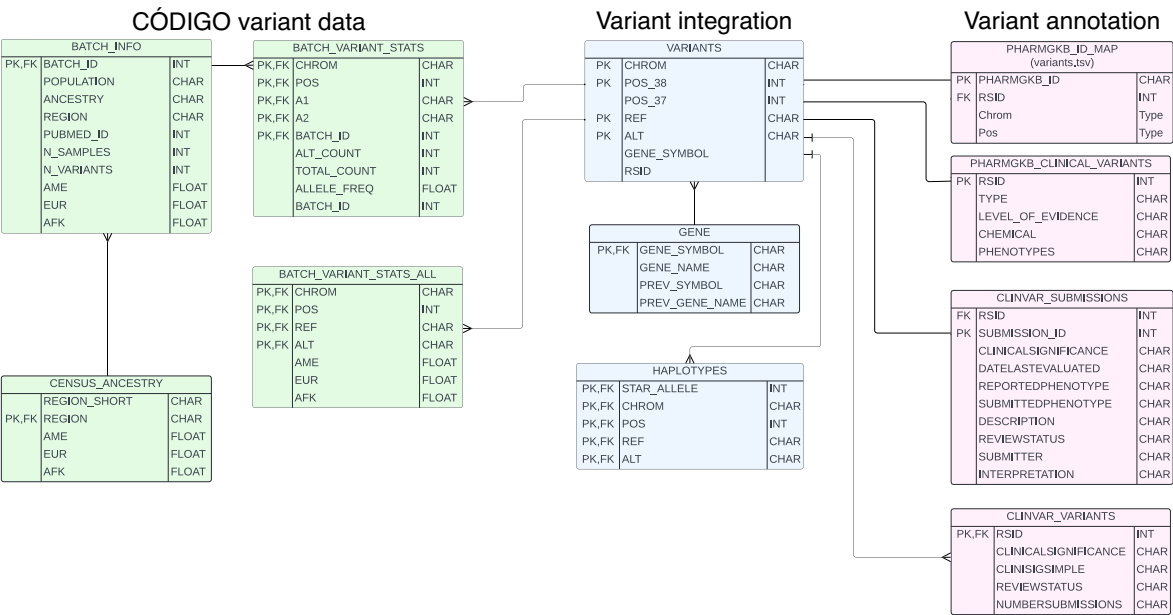 CÓDIGO variant data
BATCH_INFO
PK,FK BATCH_ID INT
POPULATION CHAR
ANCESTRY CHAR
REGION CHAR
PUBMED_ID INT
N_SAMPLES INT
N_VARIANTS INT
AME FLOAT
EUR FLOAT
AFK FLOAT
CENSUS_ANCESTRY
REGION_SHORT CHAR
PK,FK REGION CHAR
AME FLOAT
EUR FLOAT
AFK FLOAT
BATCH_VARIANT_STATS
PK,FK CHROM CHAR
PK,FK POS INT
PK,FK A1 CHAR
PK,FK A2 CHAR
PK,FK BATCH_ID INT
ALT_COUNT INT
TOTAL_COUNT INT
ALLELE_FREQ FLOAT
BATCH_ID INT
BATCH_VARIANT_STATS_ALL
PK,FK CHROM CHAR
PK,FK POS INT
PK,FK REF CHAR
PK,FK ALT CHAR
AME FLOAT
EUR FLOAT
AFK FLOAT
Variant integration
VARIANTS
PK CHROM CHAR
PK POS_38 INT
POS_37 INT
PK REF CHAR
PK ALT CHAR
GENE_SYMBOL CHAR
RSID INT
GENE
PK,FK GENE_SYMBOL CHAR
GENE_NAME CHAR
PREV_SYMBOL CHAR
PREV_GENE_NAME CHAR
HAPLOTYPES
PK,FK STAR_ALLELE INT
PK,FK CHROM CHAR
PK,FK POS INT
PK,FK REF CHAR
PK,FK ALT CHAR
Variant annotation
PHARMGKB_ID_MAP
(variants.tsv)
PK PHARMGKB_ID CHAR
FK RSID INT
Chrom Type
Pos Type
PHARMGKB_CLINICAL_VARIANTS
PK RSID INT
TYPE CHAR
LEVEL_OF_EVIDENCE CHAR
CHEMICAL CHAR
PHENOTYPES CHAR
CLINVAR_SUBMISSIONS
FK RSID INT
PK SUBMISSION_ID INT
CLINICALSIGNIFICANCE CHAR
DATELASTEVALUATED CHAR
REPORTEDPHENOTYPE CHAR
SUBMITTEDPHENOTYPE CHAR
DESCRIPTION CHAR
REVIEWSTATUS CHAR
SUBMITTER CHAR
INTERPRETATION CHAR
CLINVAR_VARIANTS
PK,FK RSID INT
CLINICALSIGNIFICANCE CHAR
CLINISIGSIMPLE CHAR
REVIEWSTATUS CHAR
NUMBERSUBMISSIONS CHAR